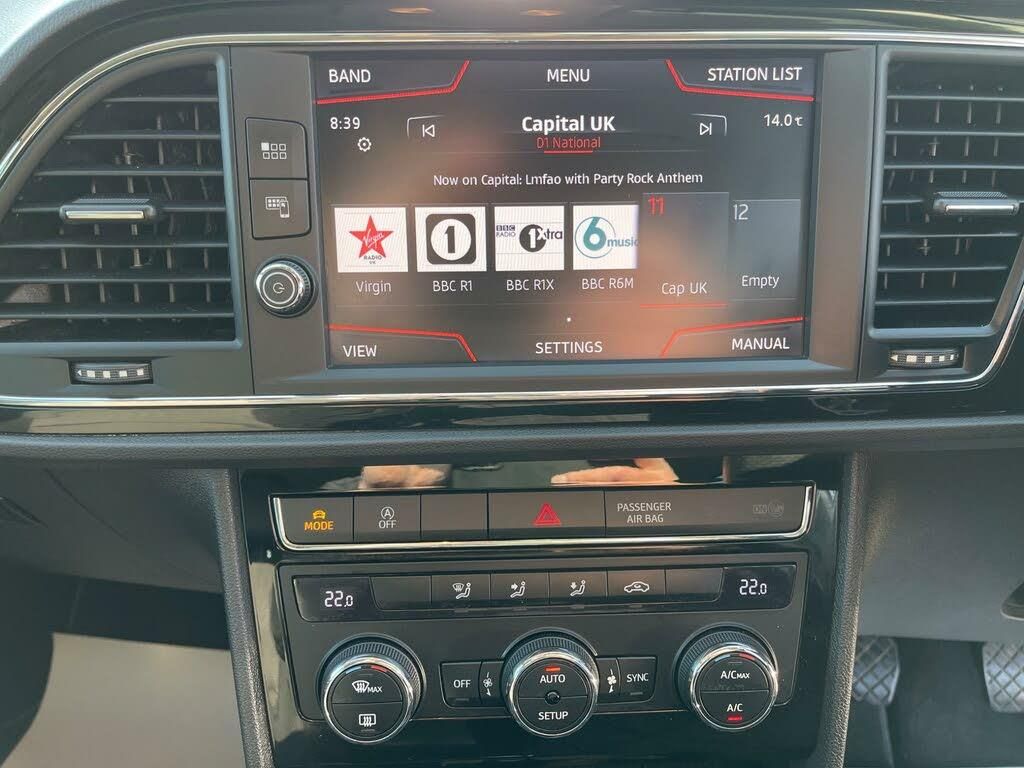 BAND
MENU
STATION LIST
8:39
Capital UK
14.0℃
D1 National
Now on Capital: Lmfao with Party Rock Anthem
11
12
Virgin
RADIO
UK
1
BBC
RADIO
1Xtra
6music
Virgin
BBC R1
BBC R1X
BBC R6M
Cap UK
Empty
VIEW
SETTINGS
MANUAL
MODE
A
OFF
PASSENGER
AIR BAG
22.0
22.0
MAX
OFF
AUTO
SETUP
SYNC
A/C MAX
A/C